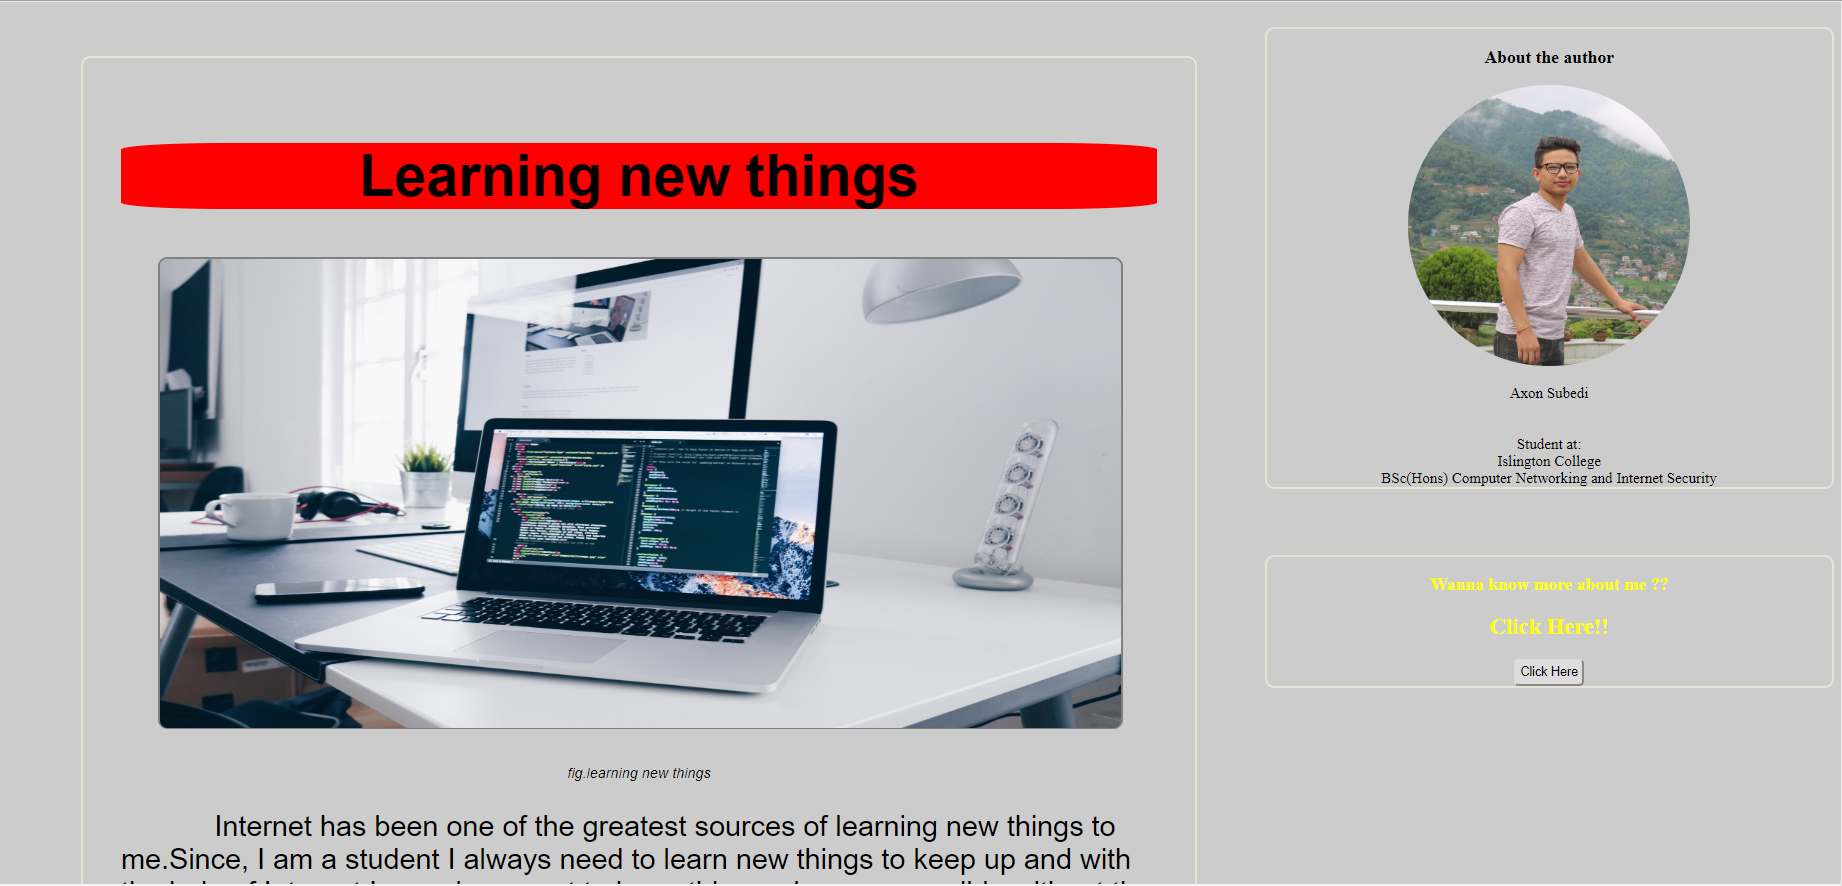 Learning new things
fig.learning new things
Internet has been one of the greatest sources of learning new things to
me.Since, I am a student I always need to learn new things to keep up and with
About the author
Axon Subedi
Student at:
Islington College
BSc(Hons) Computer Networking and Internet Security
Wanna know more about me ??
Click Here!!
Click Here